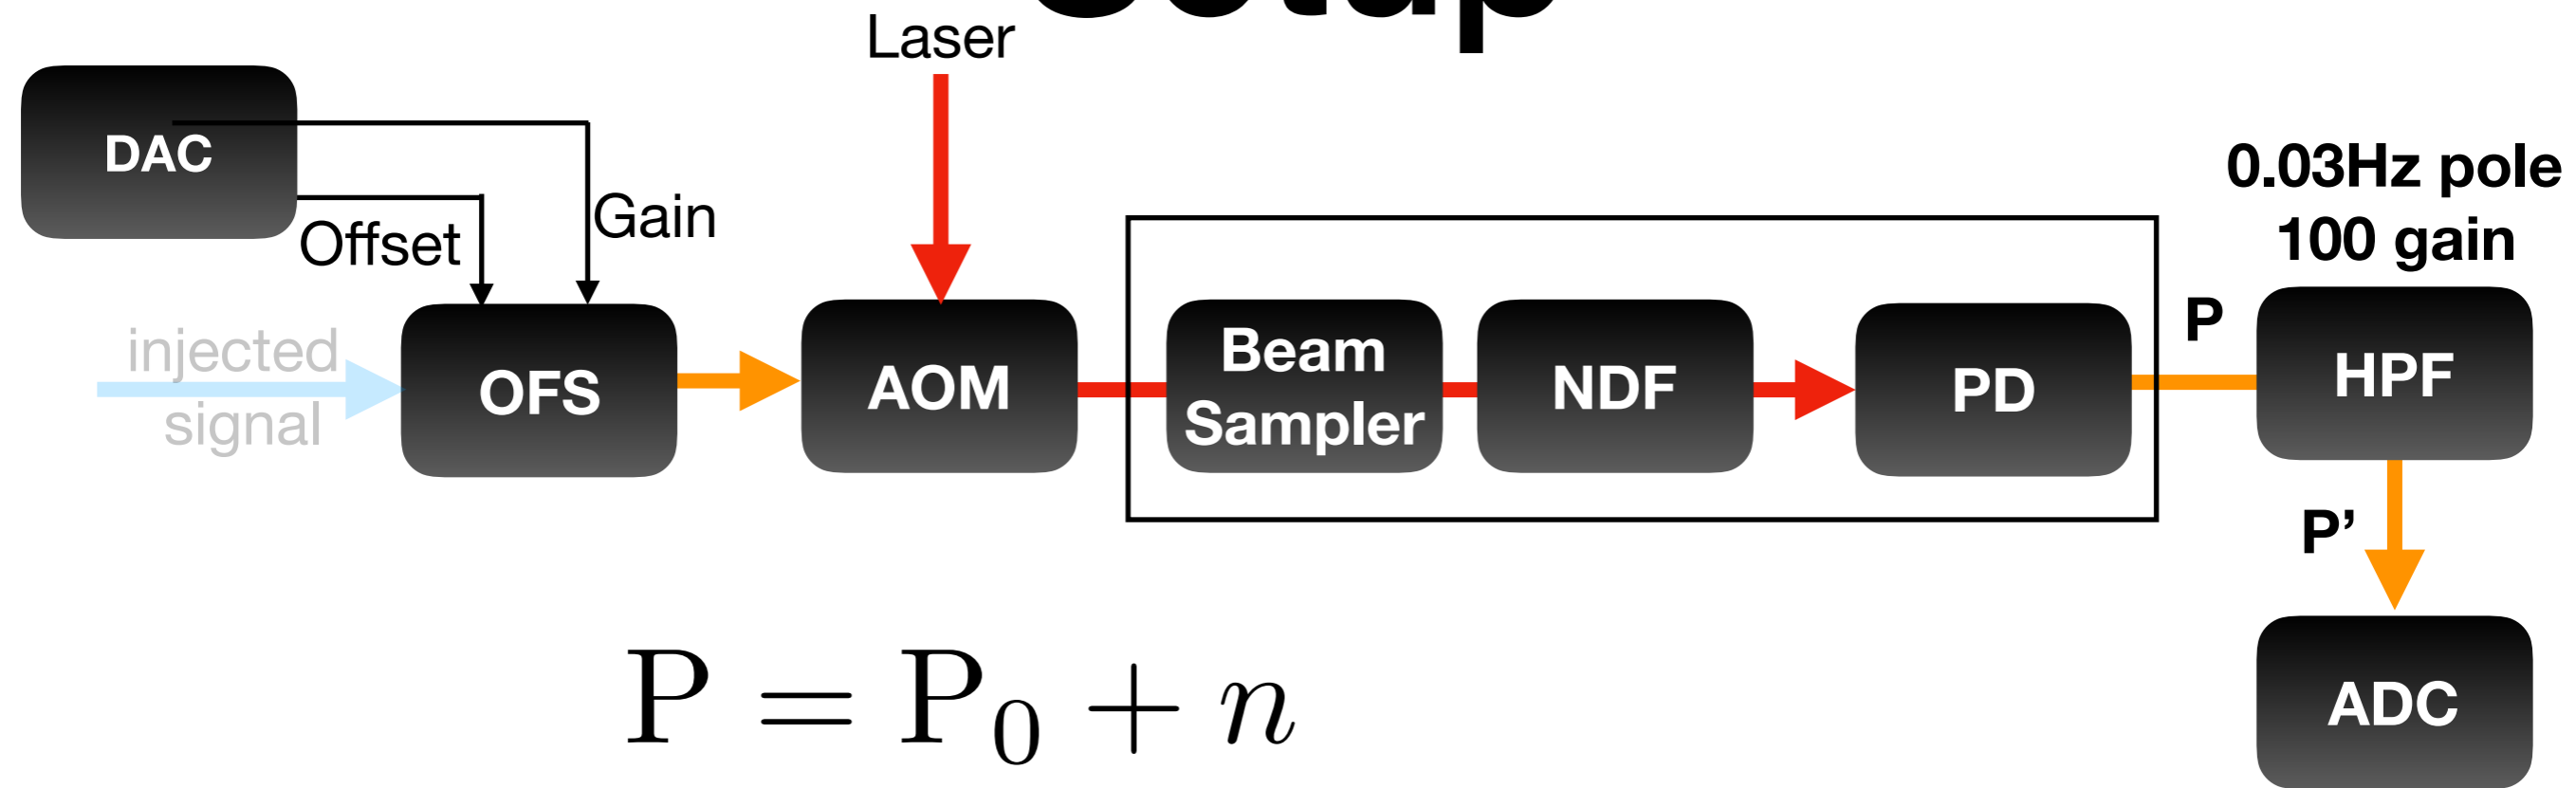 Setup
Laser
DAC
Offset
Gain
0.03Hz pole
100 gain
injected
signal
OFS
AOM
Beam
Sampler
NDF
PD
P
HPF
P'
ADC
P = P₀ + n